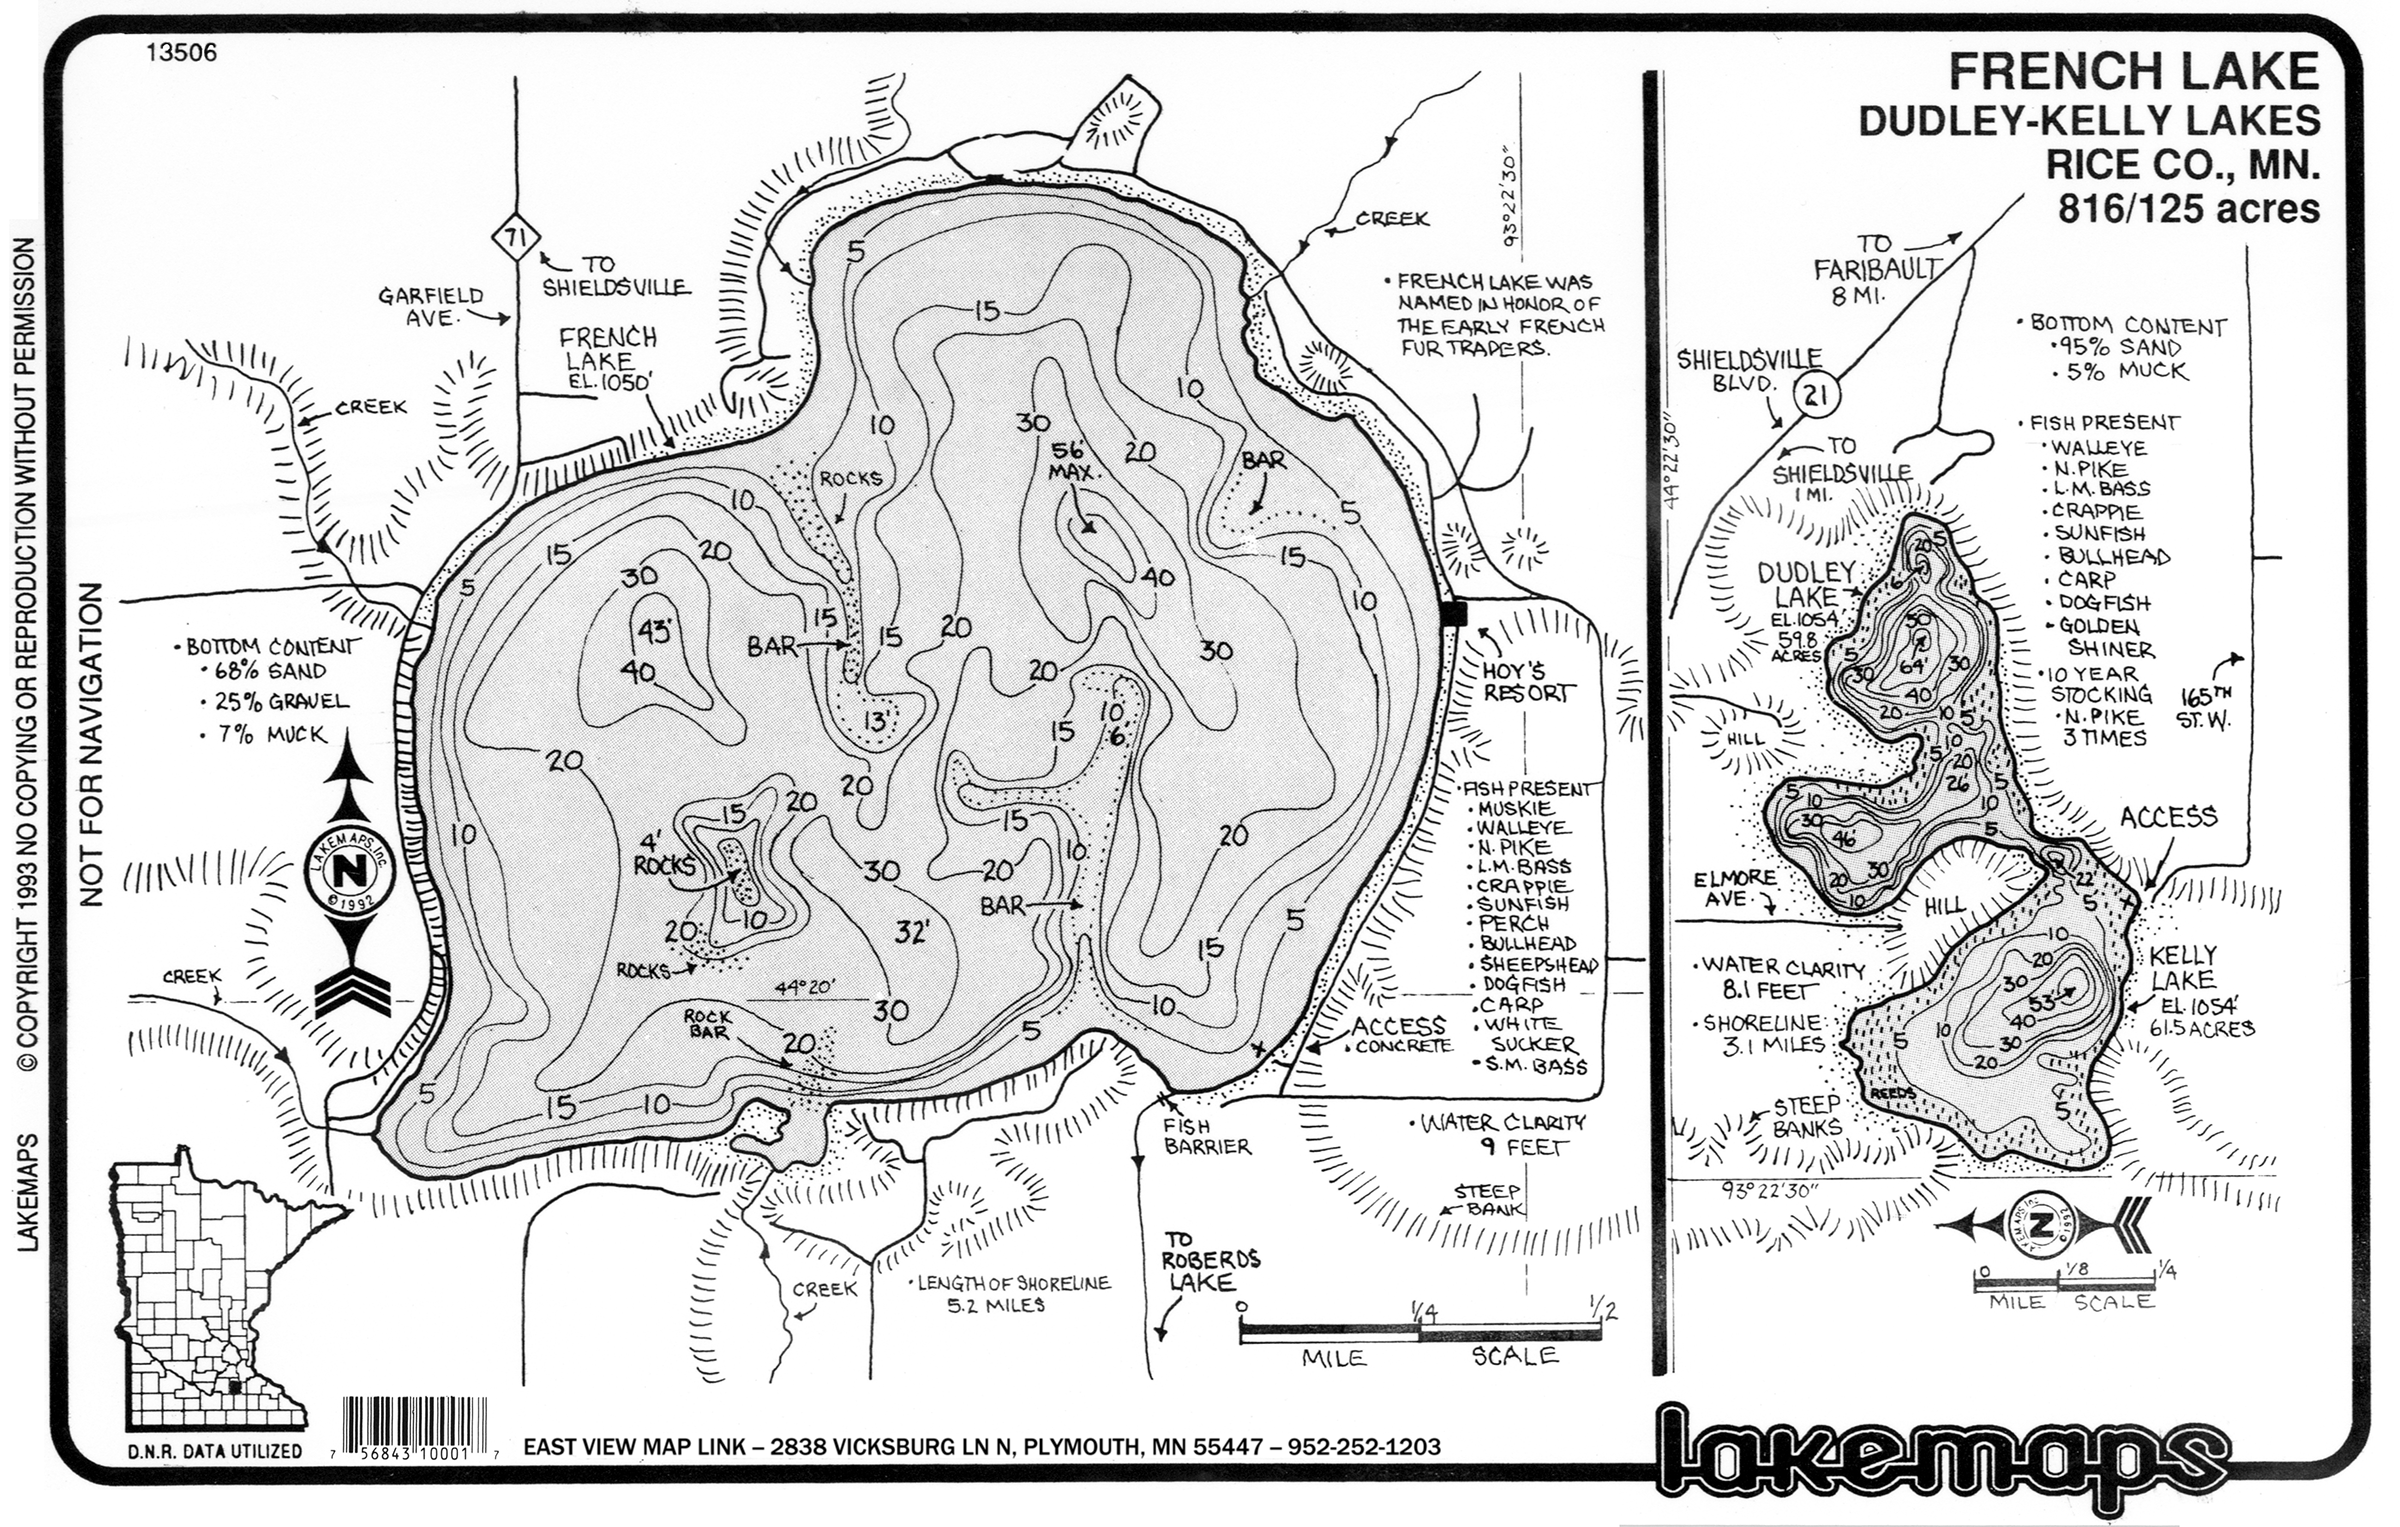 13506
FRENCH LAKE
DUDLEY-KELLY LAKES
RICE CO., MN.
816/125 acres
LAKEMAPS © COPYRIGHT 1993 NO COPYING OR REPRODUCTION WITHOUT PERMISSION
NOT FOR NAVIGATION
71
TO
SHIELDSVILLE
GARFIELD
AVE.
FRENCH
LAKE
EL. 1050'
CREEK
CREEK
93°22'30"
• FRENCH LAKE WAS
NAMED IN HONOR OF
THE EARLY FRENCH
FUR TRADERS.
5
15
10
10
30
56'
MAX.
20
BAR
ROCKS
5
10
15
20
30
5
15
40
10
43'
40
15
BAR
15
20
20
30
13'
10
6'
15
20
20
15
20
4'
ROCKS
15
20
10
30
20
10
20
BAR
10
5
32'
15
20
ROCKS
44°20'
30
10
5
ROCK
BAR
20
5
15
10
• BOTTOM CONTENT
• 68% SAND
• 25% GRAVEL
• 7% MUCK
LAKEMAPS, Inc.
N
© 1992
CREEK
HOY'S
RESORT
• FISH PRESENT
• MUSKIE
• WALLEYE
• N. PIKE
• L.M. BASS
• CRAPPIE
• SUNFISH
• PERCH
• BULLHEAD
• SHEEPSHEAD
• DOGFISH
• CARP
• WHITE
SUCKER
• S.M. BASS
ACCESS
• CONCRETE
FISH
BARRIER
• WATER CLARITY
9 FEET
STEEP
BANK
TO
ROBERDS
LAKE
CREEK
• LENGTH OF SHORELINE
5.2 MILES
0 1/4 1/2
MILE SCALE
D.N.R. DATA UTILIZED
7 56843 10001 7
EAST VIEW MAP LINK – 2838 VICKSBURG LN N, PLYMOUTH, MN 55447 – 952-252-1203
TO
FARIBAULT
8 MI.
44°22'30"
SHIELDSVILLE
BLVD.
21
TO
SHIELDSVILLE
1 MI.
• BOTTOM CONTENT
• 95% SAND
• 5% MUCK
• FISH PRESENT
• WALLEYE
• N. PIKE
• L.M. BASS
• CRAPPIE
• SUNFISH
• BULLHEAD
• CARP
• DOGFISH
• GOLDEN
SHINER
• 10 YEAR
STOCKING
• N. PIKE
3 TIMES
165TH
ST. W.
DUDLEY
LAKE
EL. 1054'
59.8
ACRES
20
5
6
30
5
64'
30
30
40
20
10
5
HILL
10
5
20
26
5
5
10
10
30
46'
5
20
30
10
22
5
ELMORE
AVE.
HILL
ACCESS
10
20
30
53'
40
10
5
30
20
REEDS
5
KELLY
LAKE
EL. 1054'
61.5 ACRES
• WATER CLARITY
8.1 FEET
• SHORELINE
3.1 MILES
STEEP
BANKS
93°22'30"
LAKEMAPS, Inc.
N
© 1992
0 1/8 1/4
MILE SCALE
lakemaps